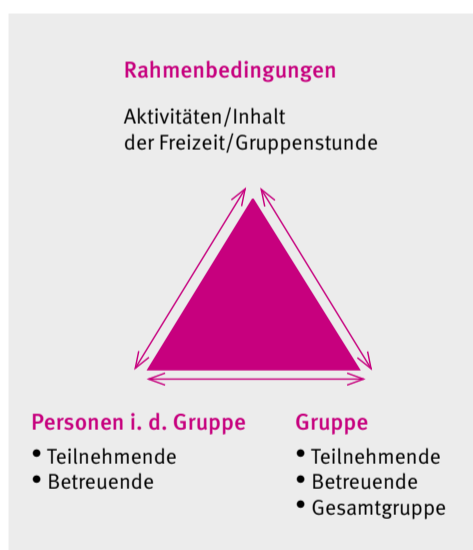 Rahmenbedingungen
Aktivitäten/Inhalt
der Freizeit/Gruppenstunde
Personen i. d. Gruppe
• Teilnehmende
• Betreuende
Gruppe
• Teilnehmende
• Betreuende
• Gesamtgruppe